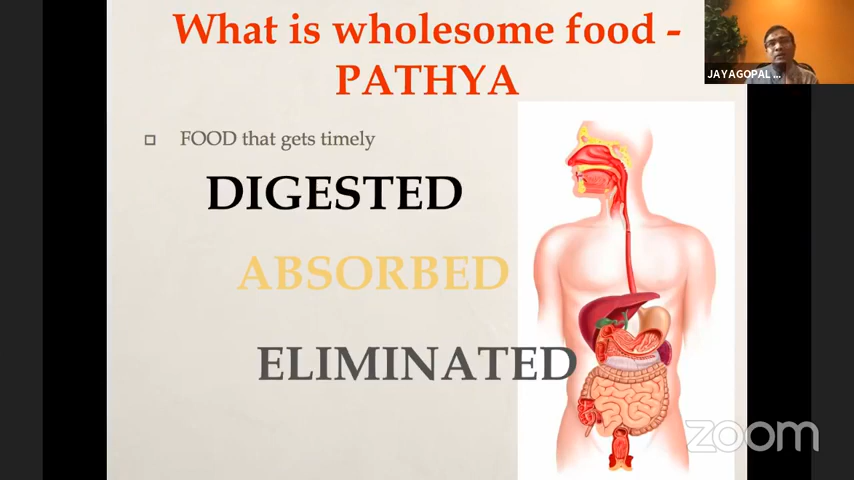 What is wholesome food -
PATHYA
JAYAGOPAL ...
FOOD that gets timely
DIGESTED
ABSORBED
ELIMINATED
zoom